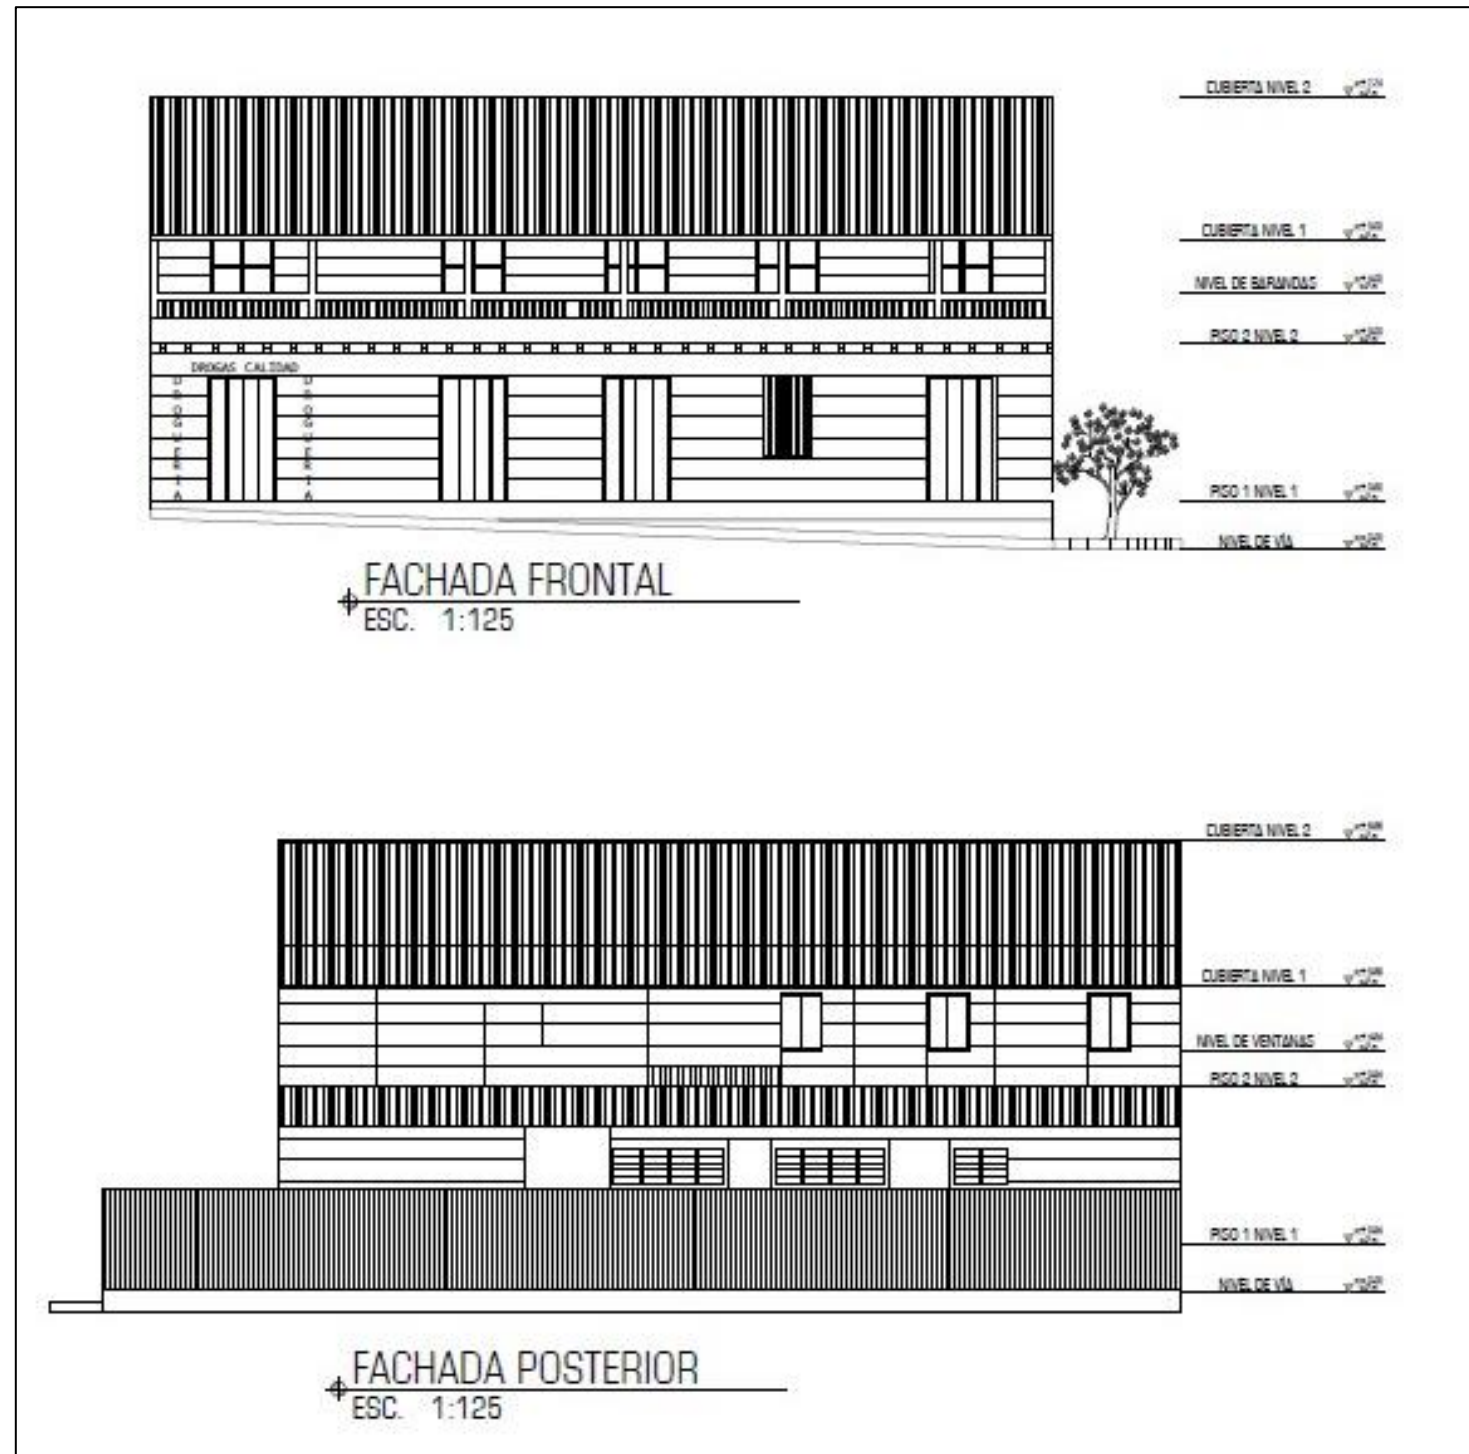 CUBIERTA NIVEL 2
CUBIERTA NIVEL 1
NIVEL DE BARANDAS
PISO 2 NIVEL 2
DROGAS CALIDAD
DROGUERIA
DROGUERIA
PISO 1 NIVEL 1
NIVEL DE VÍA
FACHADA FRONTAL
ESC. 1:125
CUBIERTA NIVEL 2
CUBIERTA NIVEL 1
NIVEL DE VENTANAS
PISO 2 NIVEL 2
PISO 1 NIVEL 1
NIVEL DE VÍA
FACHADA POSTERIOR
ESC. 1:125